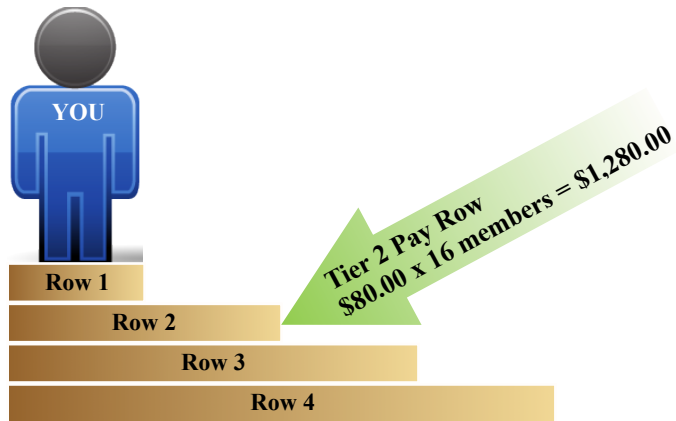 YOU
Tier 2 Pay Row
$80.00 x 16 members = $1,280.00
Row 1
Row 2
Row 3
Row 4